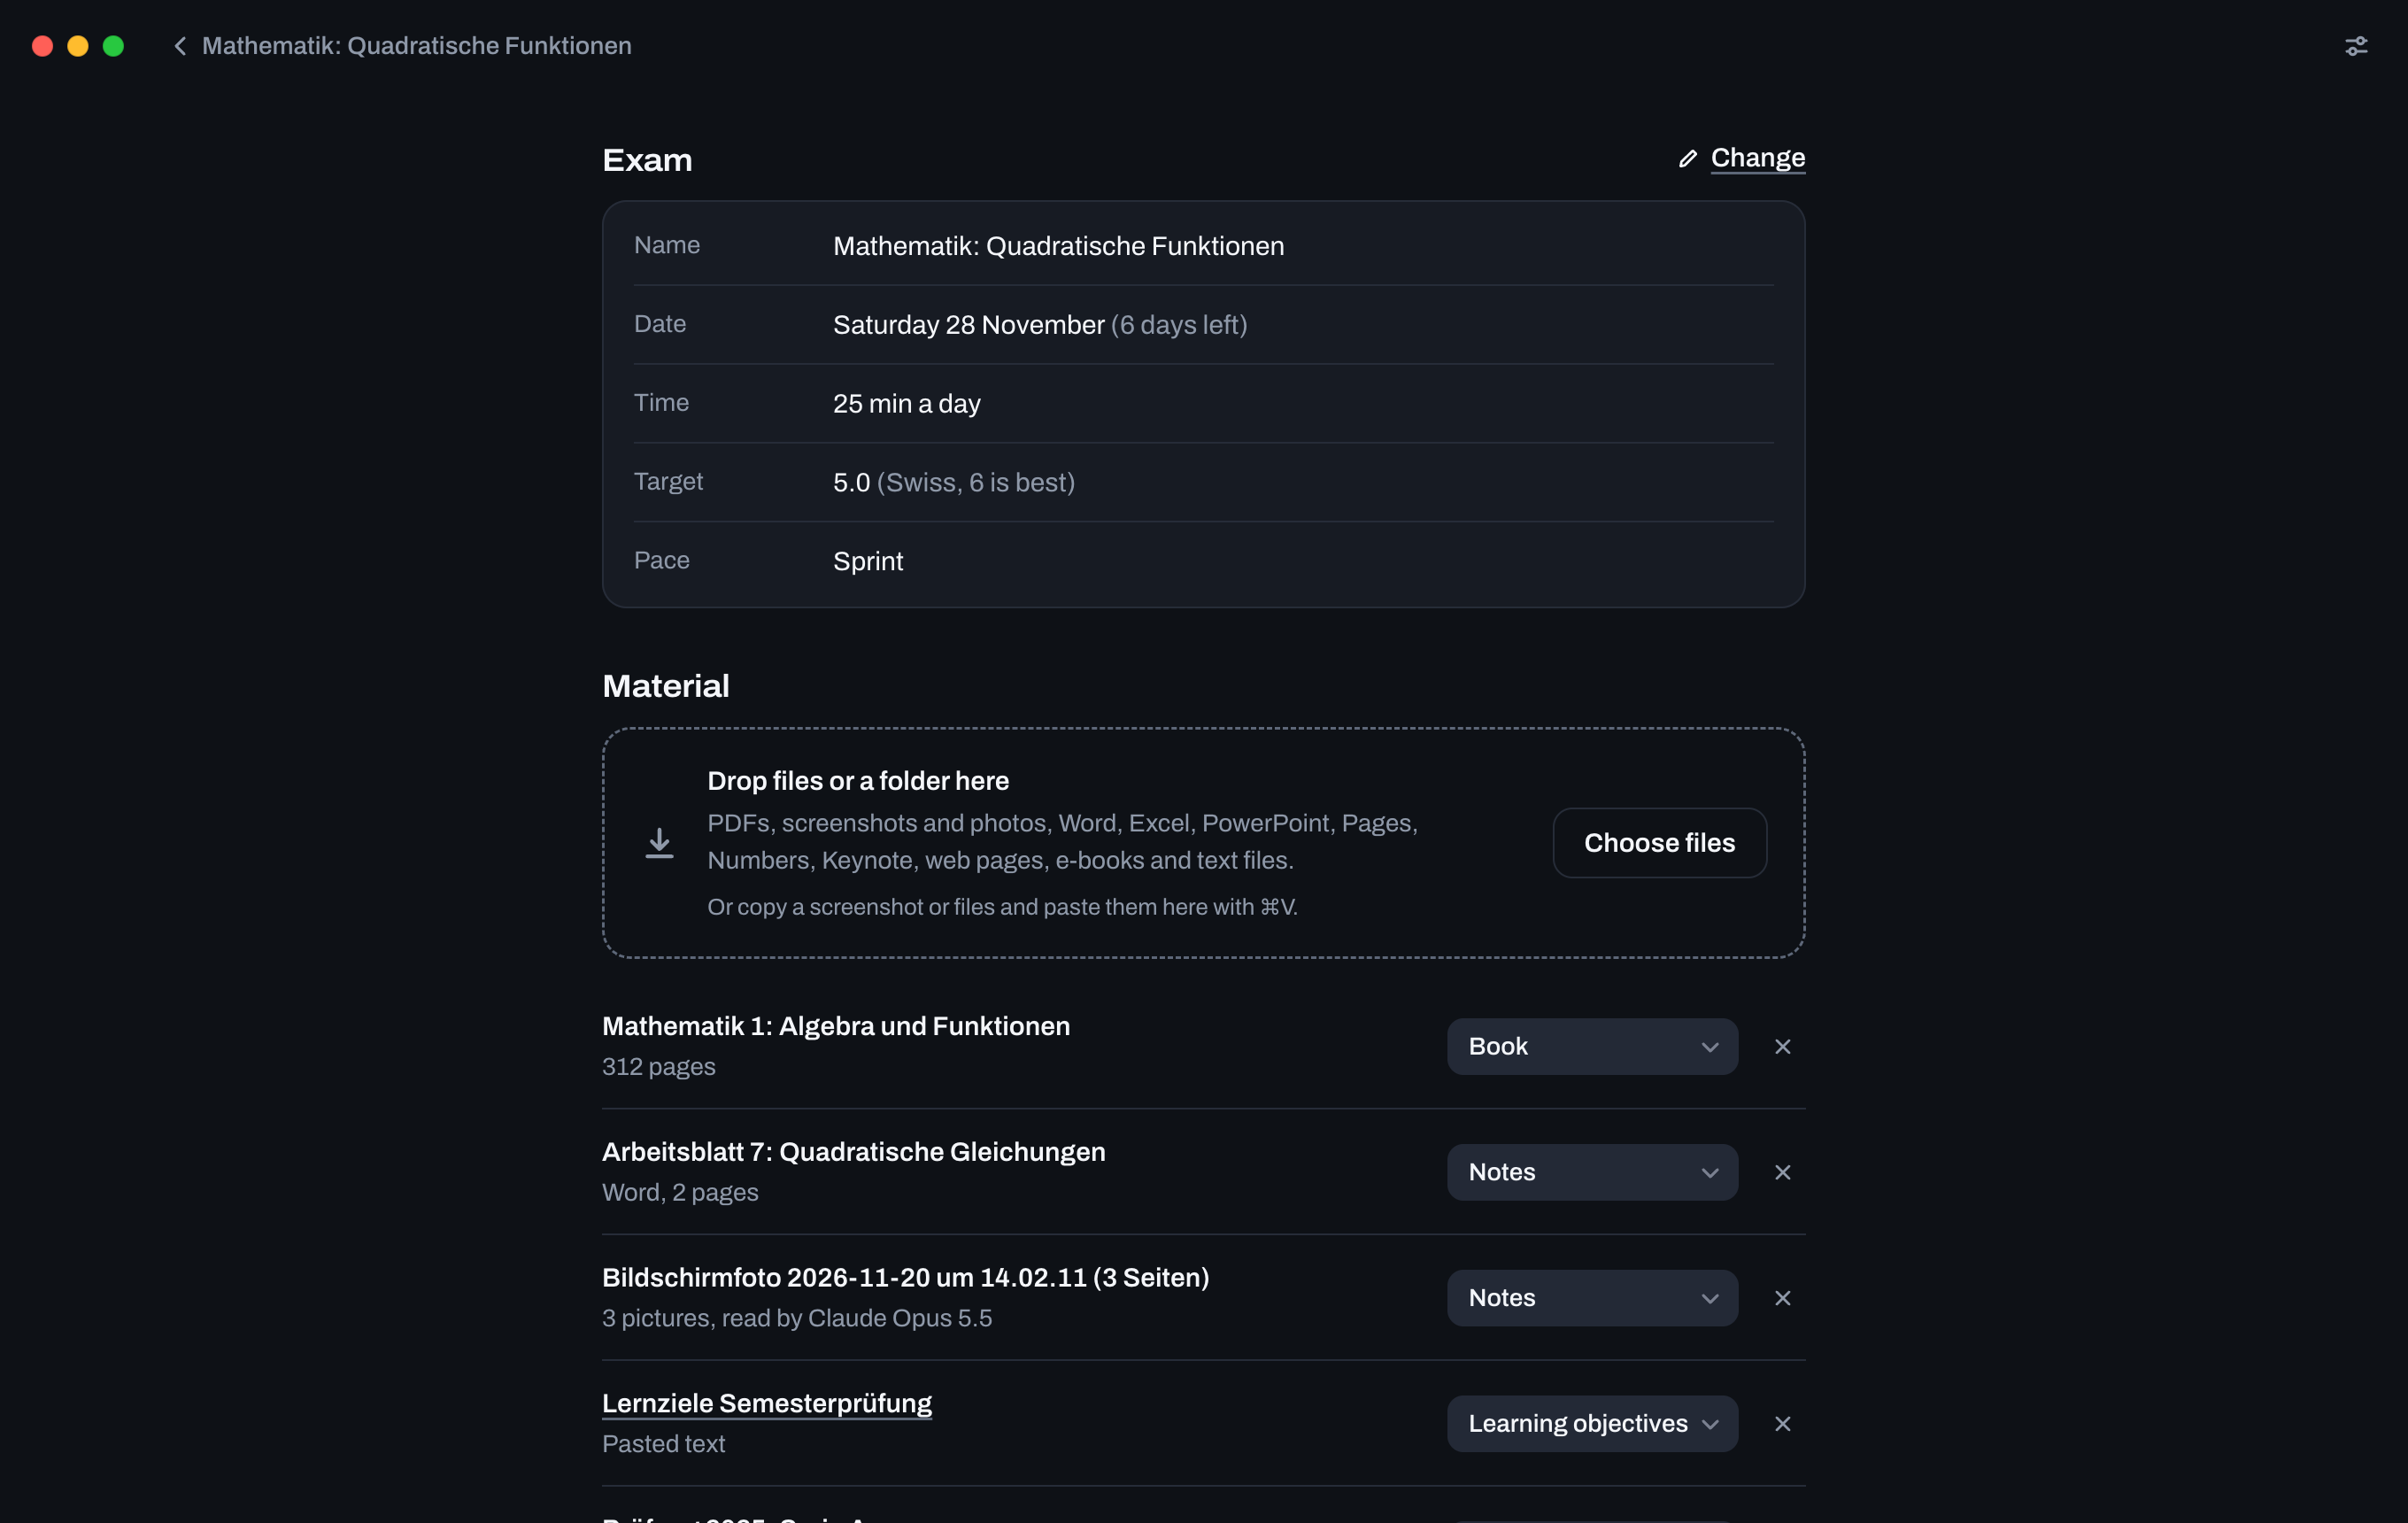 Mathematik: Quadratische Funktionen
Exam
Change
Name Mathematik: Quadratische Funktionen
Date Saturday 28 November (6 days left)
Time 25 min a day
Target 5.0 (Swiss, 6 is best)
Pace Sprint
Material
Drop files or a folder here
PDFs, screenshots and photos, Word, Excel, PowerPoint, Pages,
Numbers, Keynote, web pages, e-books and text files.
Or copy a screenshot or files and paste them here with ⌘V.
Choose files
Mathematik 1: Algebra und Funktionen
312 pages
Book
Arbeitsblatt 7: Quadratische Gleichungen
Word, 2 pages
Notes
Bildschirmfoto 2026-11-20 um 14.02.11 (3 Seiten)
3 pictures, read by Claude Opus 5.5
Notes
Lernziele Semesterprüfung
Pasted text
Learning objectives